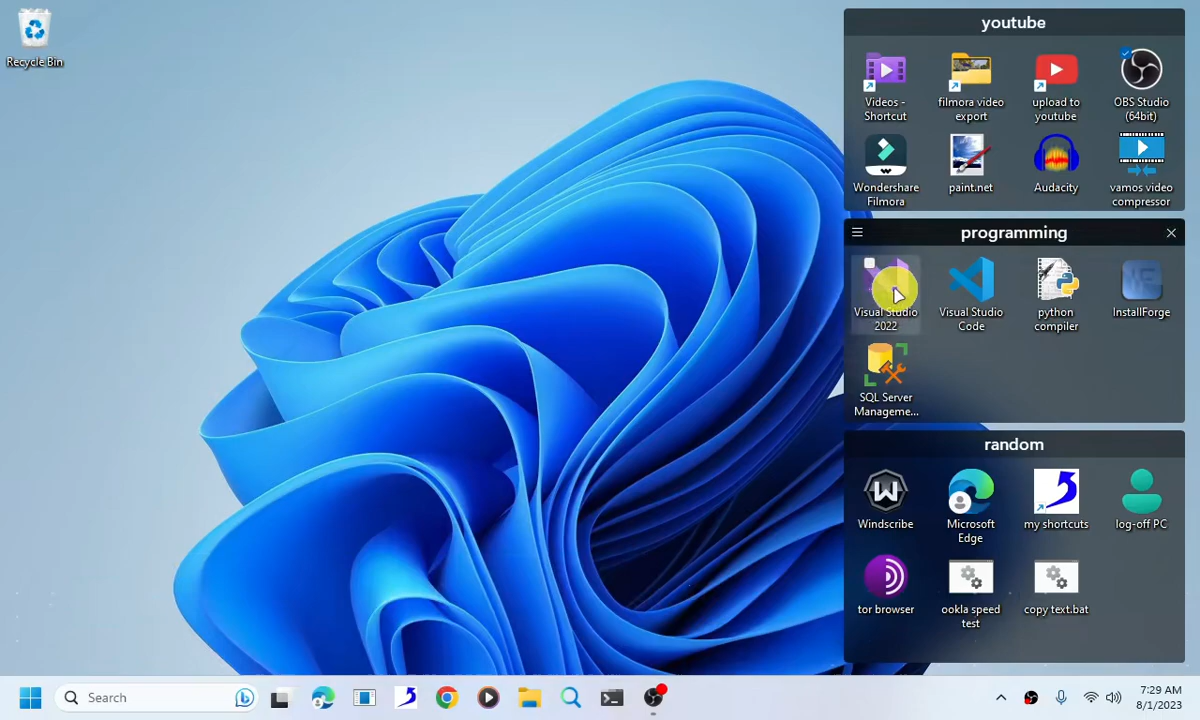 Recycle Bin
youtube
Videos -
Shortcut
filmora video
export
upload to
youtube
OBS Studio
(64bit)
Wondershare
Filmora
paint.net
Audacity
vamos video
compressor
programming
Visual Studio
2022
Visual Studio
Code
python
compiler
InstallForge
SQL Server
Manageme...
random
Windscribe
Microsoft
Edge
my shortcuts
log-off PC
tor browser
ookla speed
test
copy text.bat
Search
7:29 AM
8/1/2023